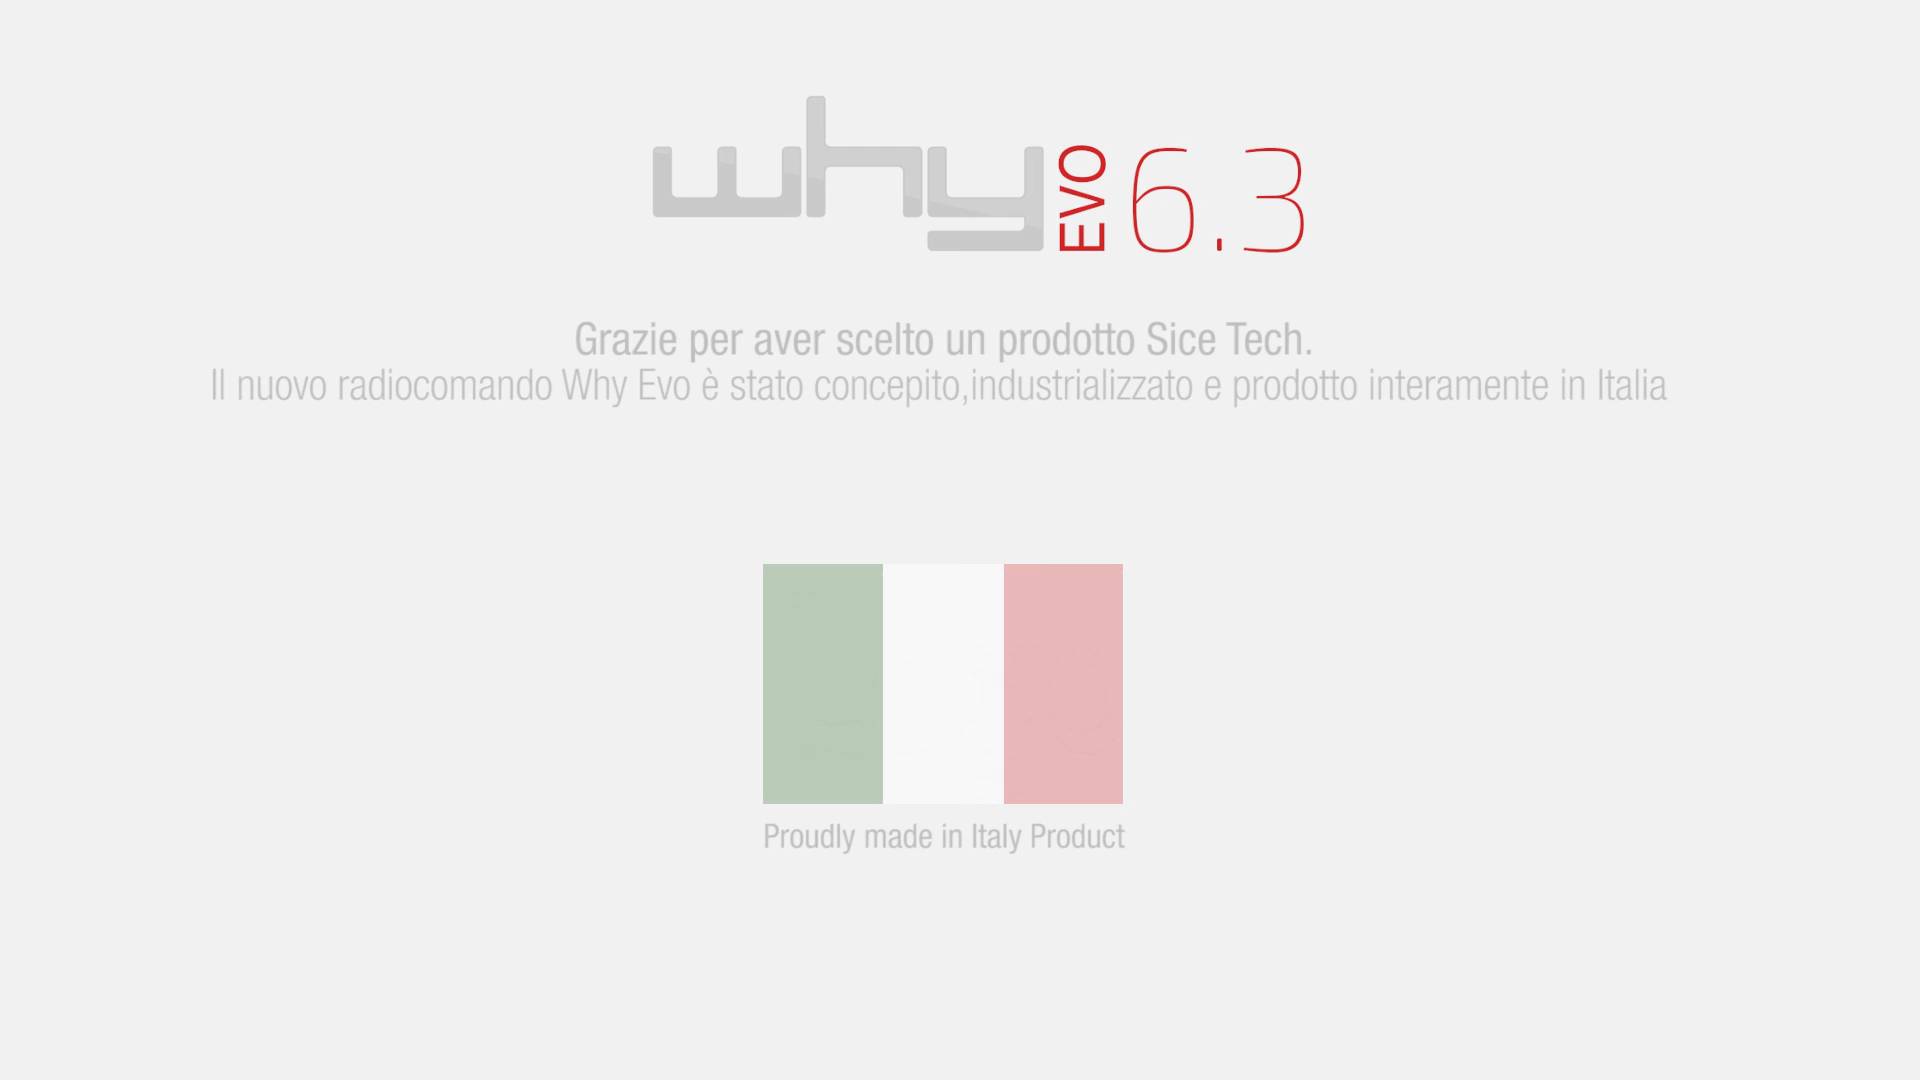 why EVO 6.3
Grazie per aver scelto un prodotto Sice Tech.
Il nuovo radiocomando Why Evo è stato concepito,industrializzato e prodotto interamente in Italia
Proudly made in Italy Product